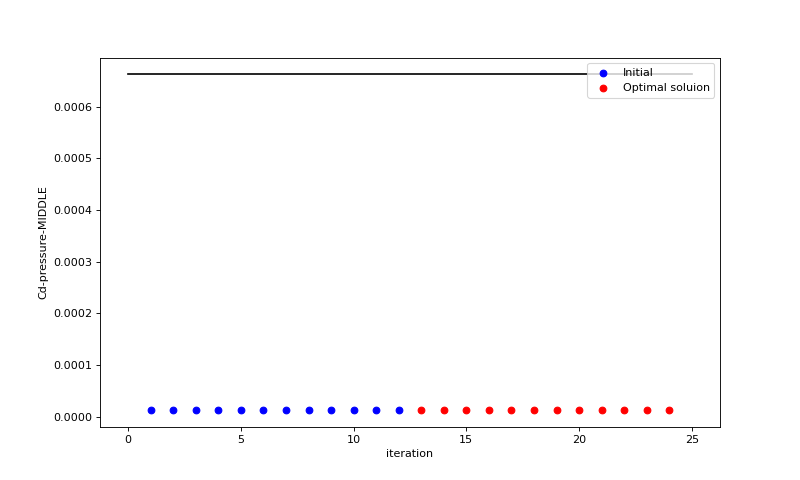 Initial
Optimal soluion
0.0006
0.0005
0.0004
0.0003
0.0002
0.0001
0.0000
Cd-pressure-MIDDLE
0 5 10 15 20 25
iteration